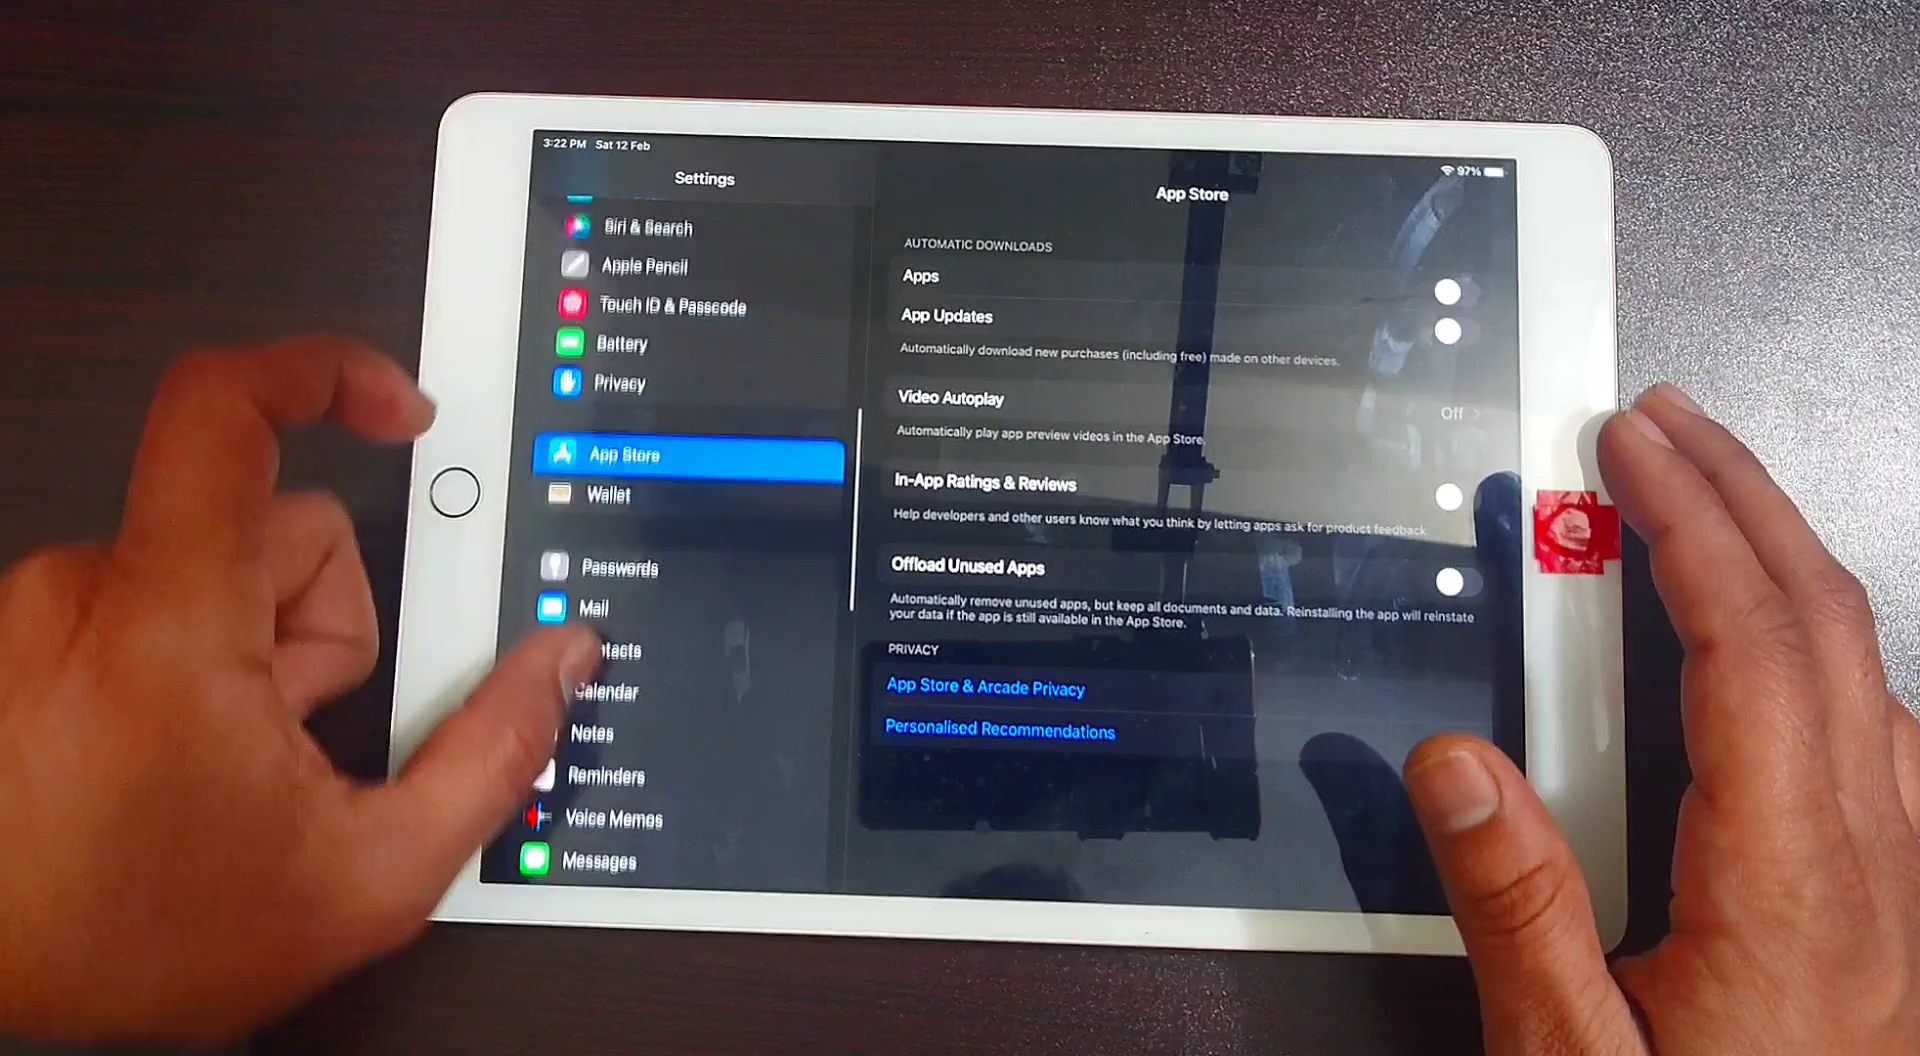 3:22 PM Sat 12 Feb
97%
Settings
Siri & Search
Apple Pencil
Touch ID & Passcode
Battery
Privacy
App Store
Wallet
Passwords
Mail
ntacts
Calendar
Notes
Reminders
Voice Memos
Messages
App Store
AUTOMATIC DOWNLOADS
Apps
App Updates
Automatically download new purchases (including free) made on other devices.
Video Autoplay
Off
Automatically play app preview videos in the App Store.
In-App Ratings & Reviews
Help developers and other users know what you think by letting apps ask for product feedback.
Offload Unused Apps
Automatically remove unused apps, but keep all documents and data. Reinstalling the app will reinstate
your data if the app is still available in the App Store.
PRIVACY
App Store & Arcade Privacy
Personalised Recommendations